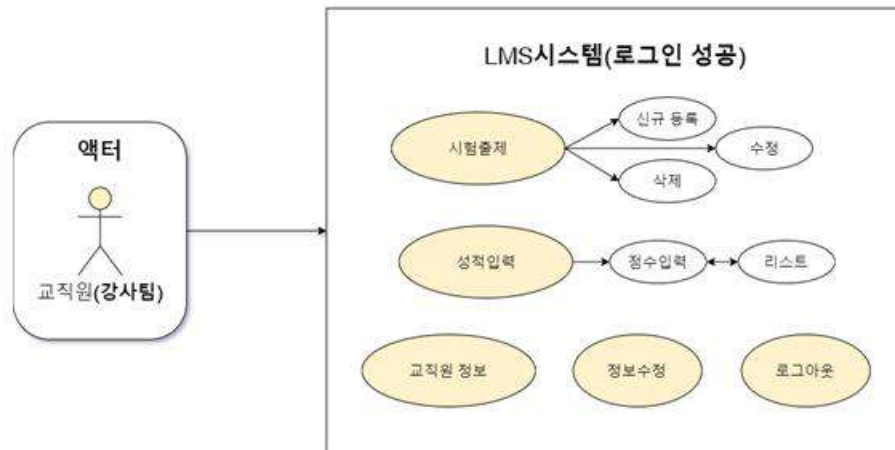 LMS시스템(로그인 성공)
액터
교직원(강사팀)
시험출제
신규 등록
수정
삭제
성적입력
점수입력
리스트
교직원 정보
정보수정
로그아웃